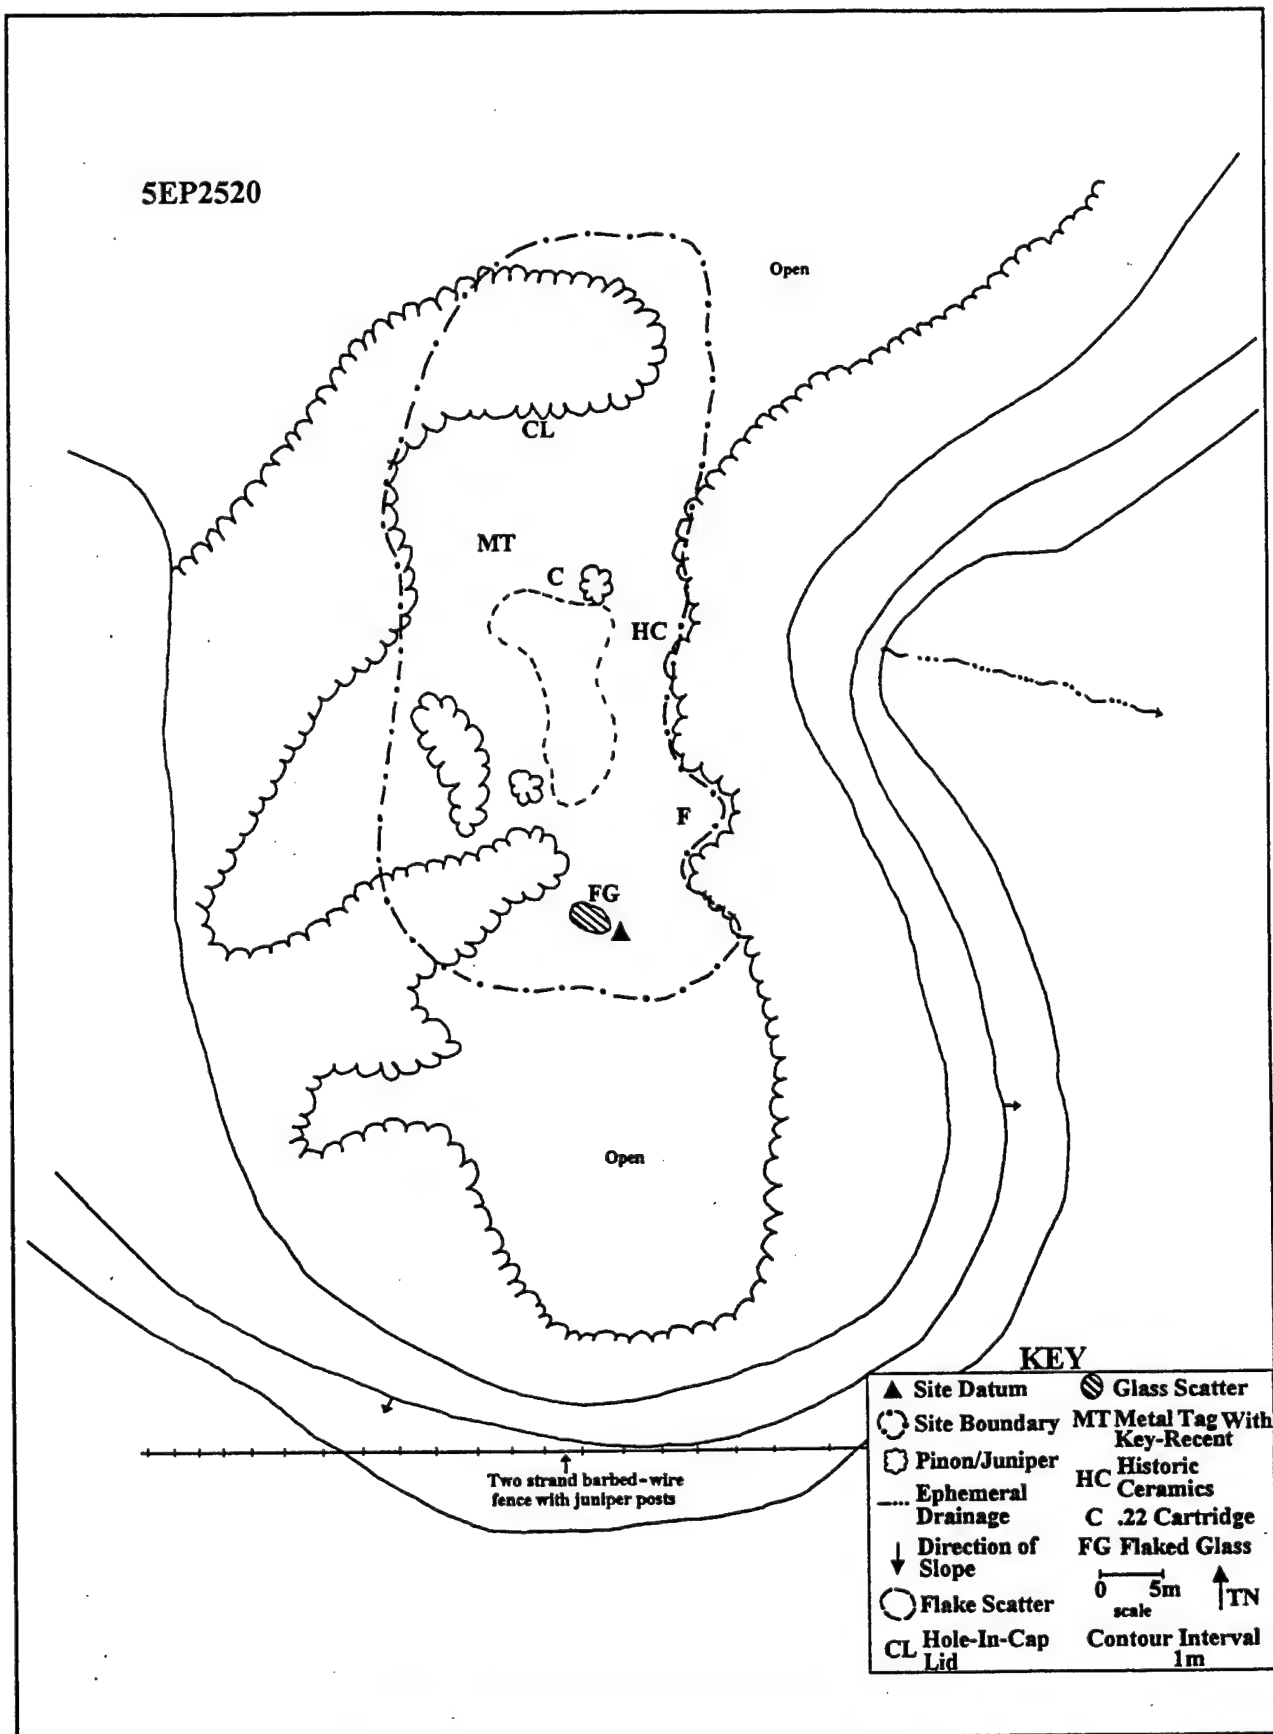 5EP2520
Open
CL
MT
C
HC
F
FG
Open
Two strand barbed-wire
fence with juniper posts
KEY
Site Datum
Glass Scatter
Site Boundary
MT Metal Tag With
Key-Recent
Pinon/Juniper
HC Historic
Ceramics
Ephemeral
Drainage
C .22 Cartridge
Direction of
Slope
FG Flaked Glass
0 5m
scale
TN
Flake Scatter
CL Hole-In-Cap
Lid
Contour Interval
1m